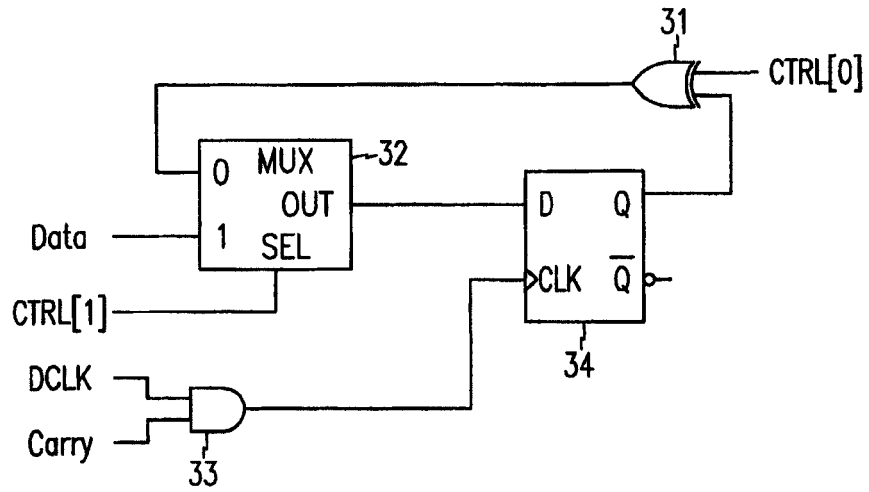 31
CTRL[0]
0 MUX 32
OUT
Data 1
SEL
CTRL[1]
D Q
CLK Q̅
34
DCLK
Carry
33